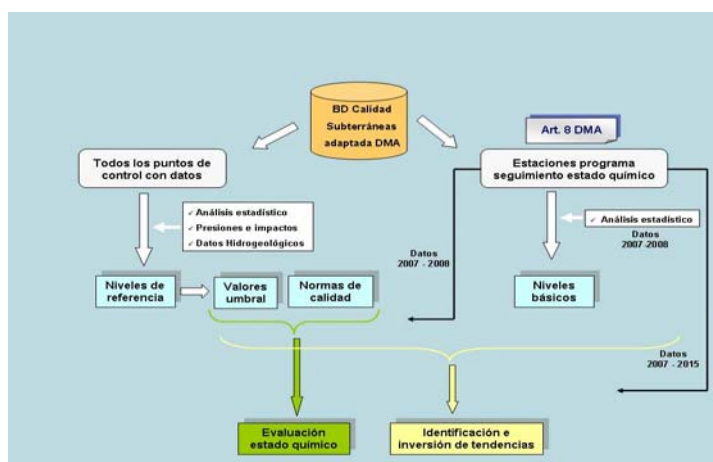 BD Calidad
Subterráneas
adaptada DMA
Art. 8 DMA
Todos los puntos de
control con datos
Estaciones programa
seguimiento estado químico
✓ Análisis estadístico
✓ Presiones e impactos
✓ Datos Hidrogeológicos
✓ Análisis estadístico
Datos
2007-2008
Datos
2007 - 2008
Niveles de
referencia
Valores
umbral
Normas de
calidad
Niveles
básicos
Datos
2007 - 2015
Evaluación
estado químico
Identificación e
inversión de tendencias